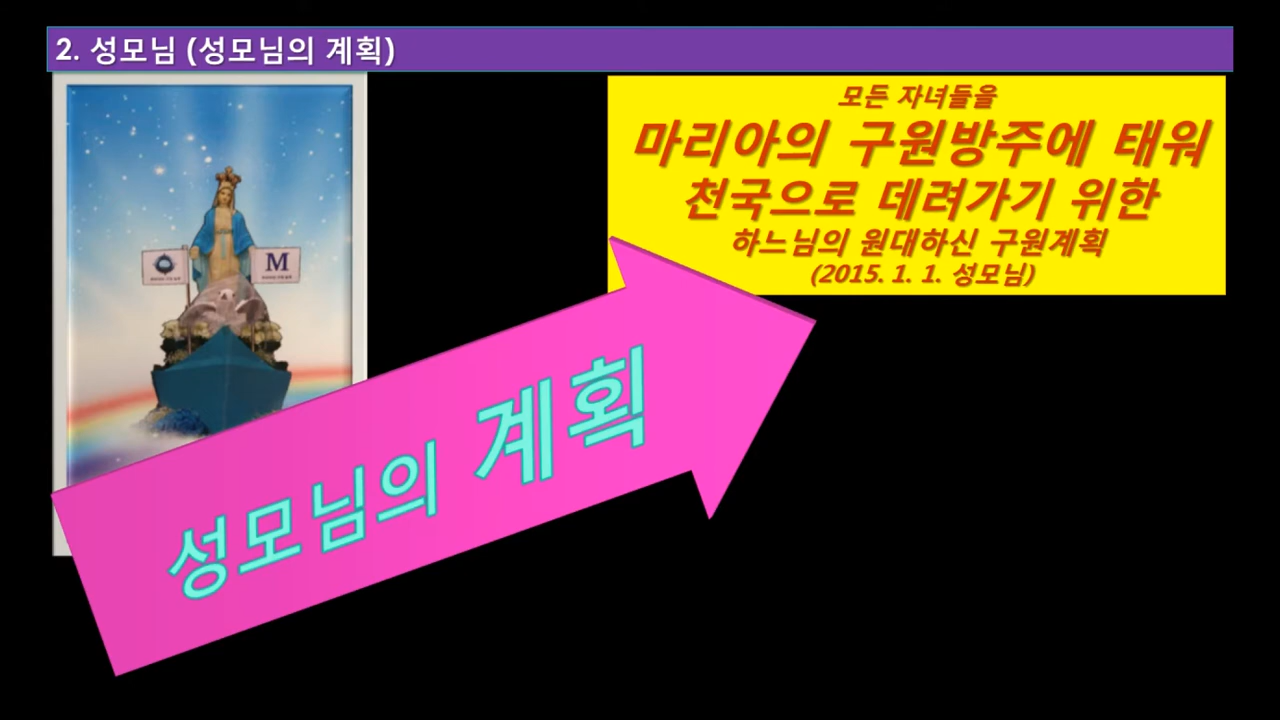 2. 성모님 (성모님의 계획)
모든 자녀들을
마리아의 구원방주에 태워
천국으로 데려가기 위한
하느님의 원대하신 구원계획
(2015. 1. 1. 성모님)
M
성모님의 계획